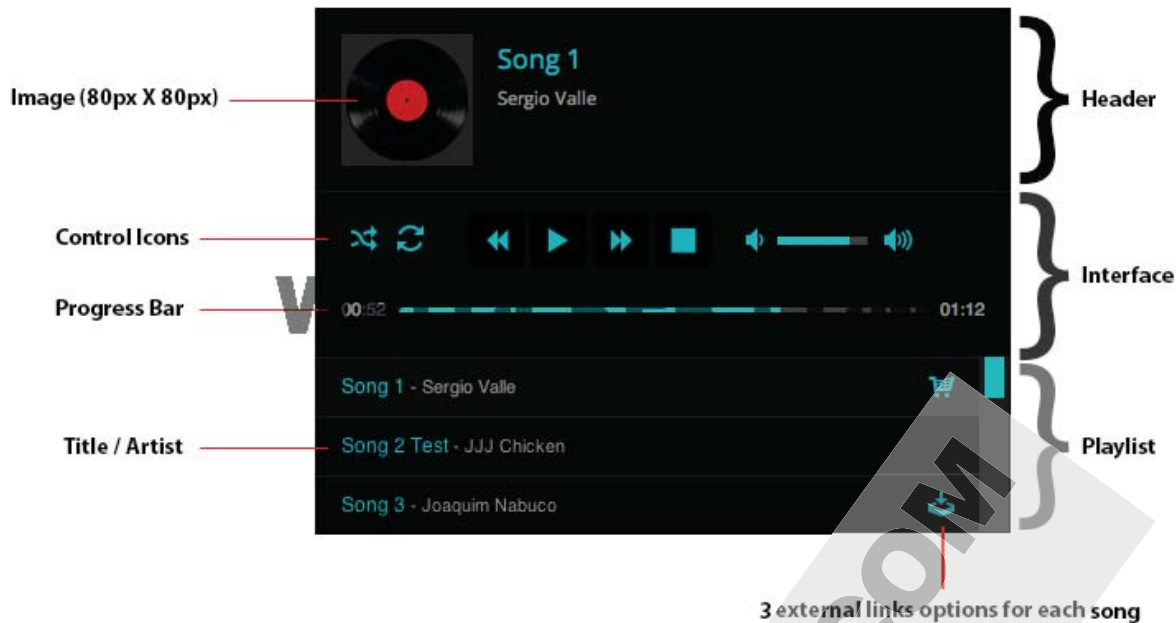 Song 1
Sergio Valle
Image (80px X 80px)
Header
Control Icons
Interface
Progress Bar
00:52
01:12
Song 1 - Sergio Valle
Title / Artist
Song 2 Test - JJJ Chicken
Playlist
Song 3 - Joaquim Nabuco
COM
3 external links options for each song